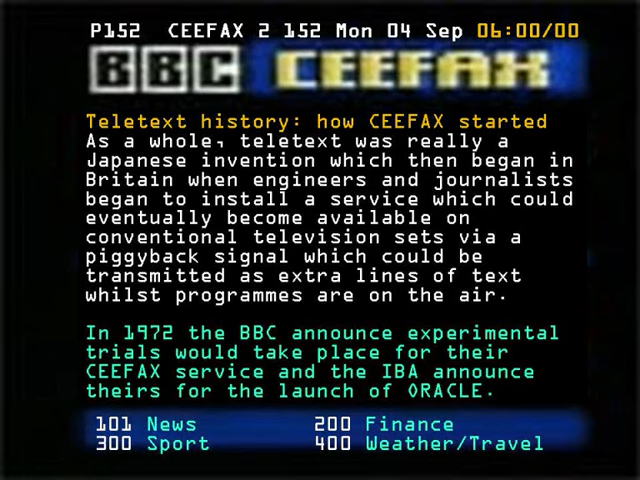 P152 CEEFAX 2 152 Mon 04 Sep 06:00/00
BBC CEEFAX
Teletext history: how CEEFAX started
As a whole, teletext was really a
Japanese invention which then began in
Britain when engineers and journalists
began to install a service which could
eventually become available on
conventional television sets via a
piggyback signal which could be
transmitted as extra lines of text
whilst programmes are on the air.
In 1972 the BBC announce experimental
trials would take place for their
CEEFAX service and the IBA announce
theirs for the launch of ORACLE.
101 News 200 Finance
300 Sport 400 Weather/Travel